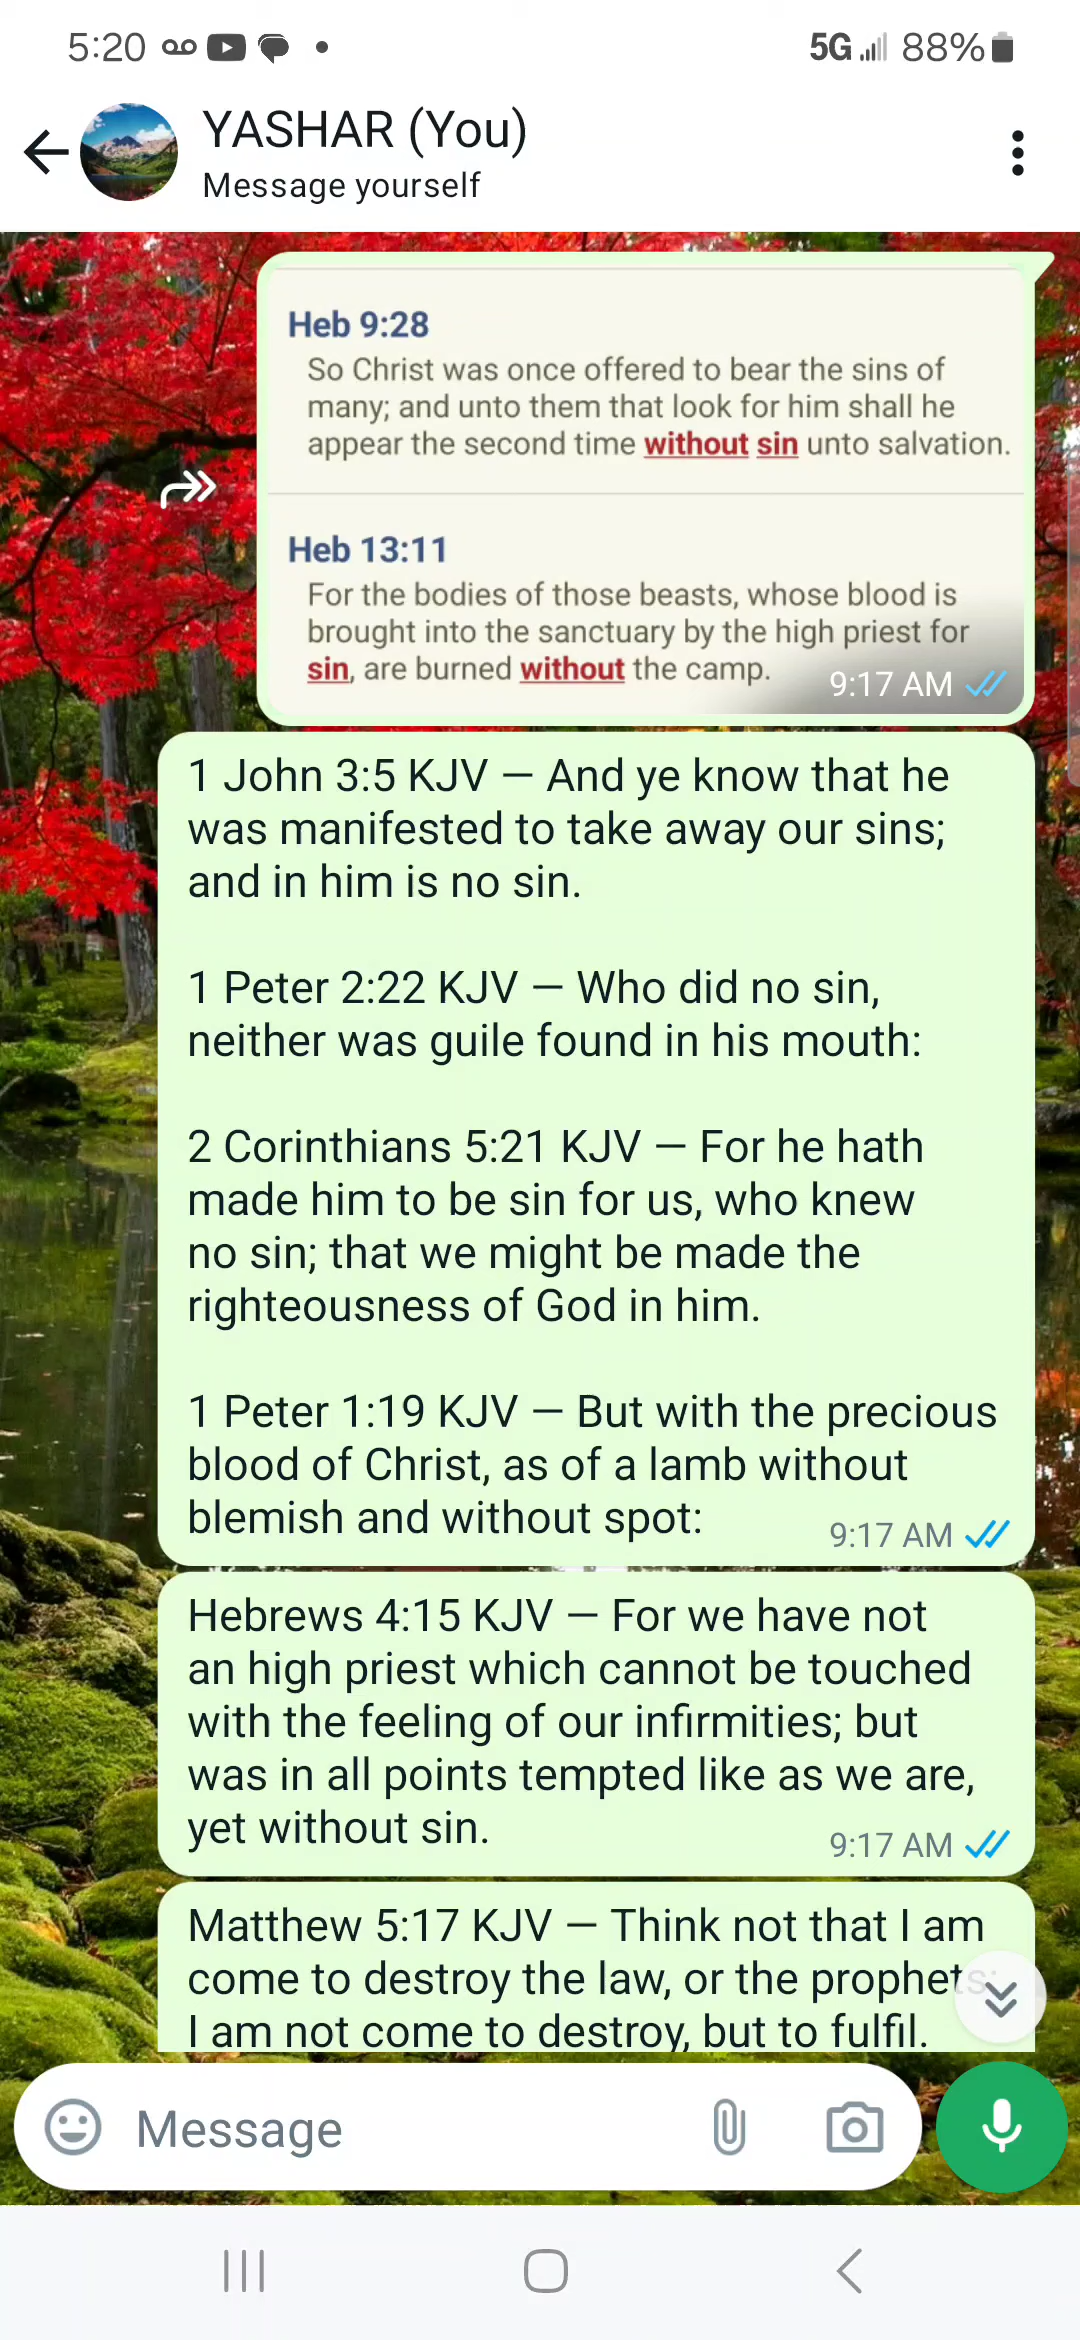 5:20
5G 88%
YASHAR (You)
Message yourself
Heb 9:28
So Christ was once offered to bear the sins of
many; and unto them that look for him shall he
appear the second time without sin unto salvation.
Heb 13:11
For the bodies of those beasts, whose blood is
brought into the sanctuary by the high priest for
sin, are burned without the camp.
9:17 AM
1 John 3:5 KJV — And ye know that he
was manifested to take away our sins;
and in him is no sin.
1 Peter 2:22 KJV — Who did no sin,
neither was guile found in his mouth:
2 Corinthians 5:21 KJV — For he hath
made him to be sin for us, who knew
no sin; that we might be made the
righteousness of God in him.
1 Peter 1:19 KJV — But with the precious
blood of Christ, as of a lamb without
blemish and without spot:
9:17 AM
Hebrews 4:15 KJV — For we have not
an high priest which cannot be touched
with the feeling of our infirmities; but
was in all points tempted like as we are,
yet without sin.
9:17 AM
Matthew 5:17 KJV — Think not that I am
come to destroy the law, or the prophets:
I am not come to destroy, but to fulfil.
Message